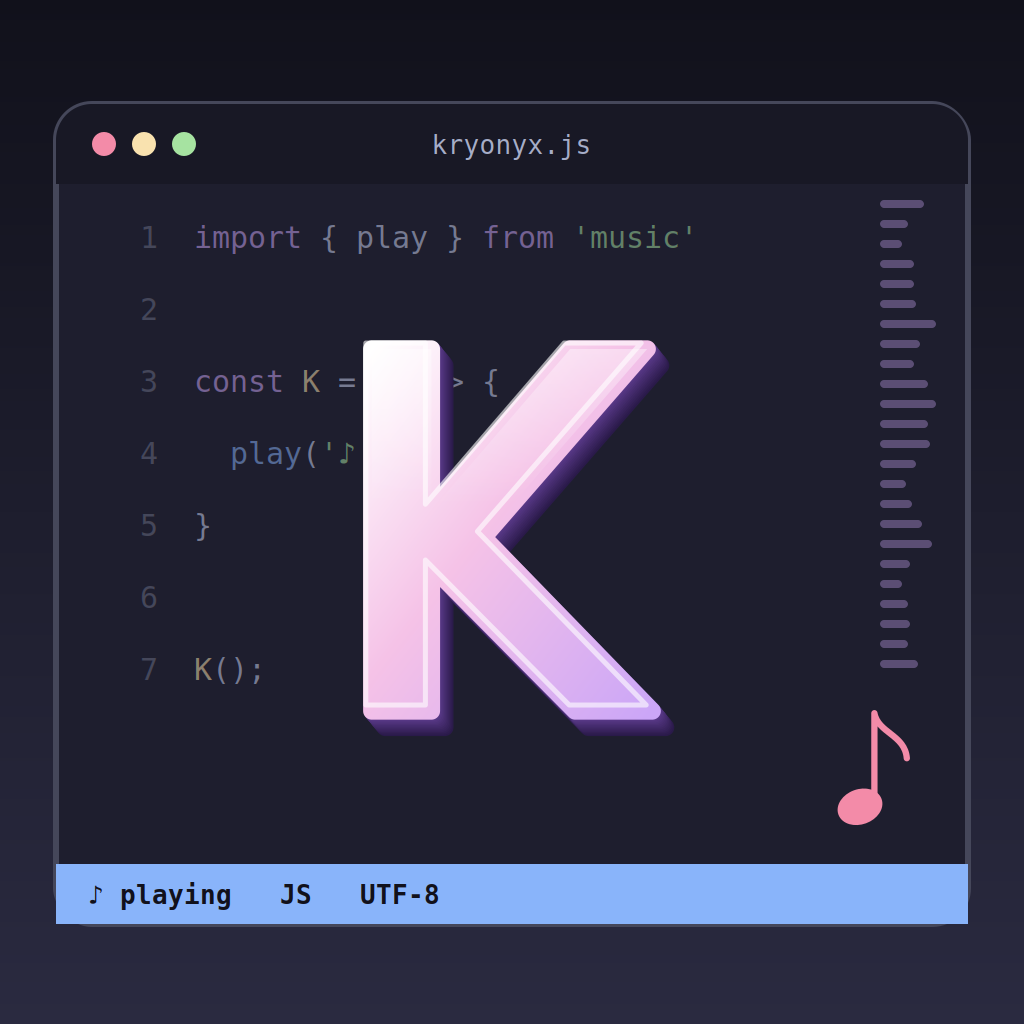 kryonyx.js
1 import { play } from 'music'
2
3 const K = > {
4 play('♪
5 }
6
7 K();
K
♪ playing JS UTF-8